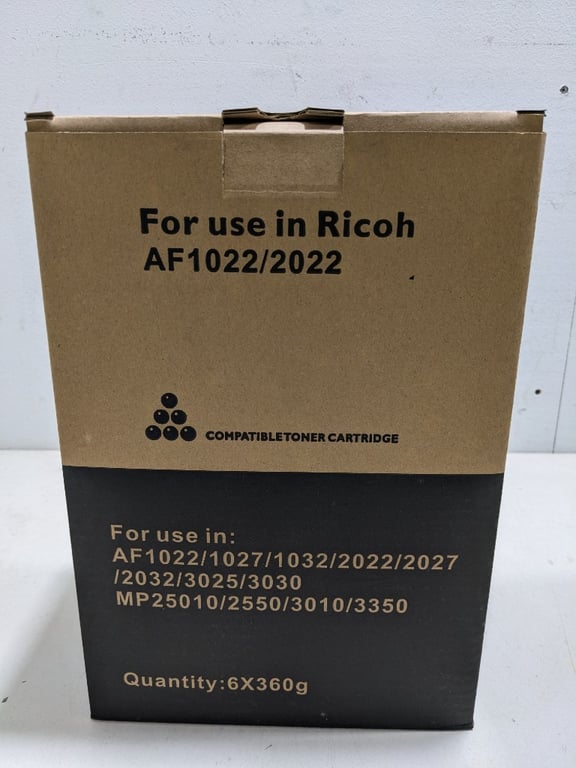 For use in Ricoh
AF1022/2022
COMPATIBLETONER CARTRIDGE
For use in:
AF1022/1027/1032/2022/2027
/2032/3025/3030
MP25010/2550/3010/3350
Quantity:6X360g